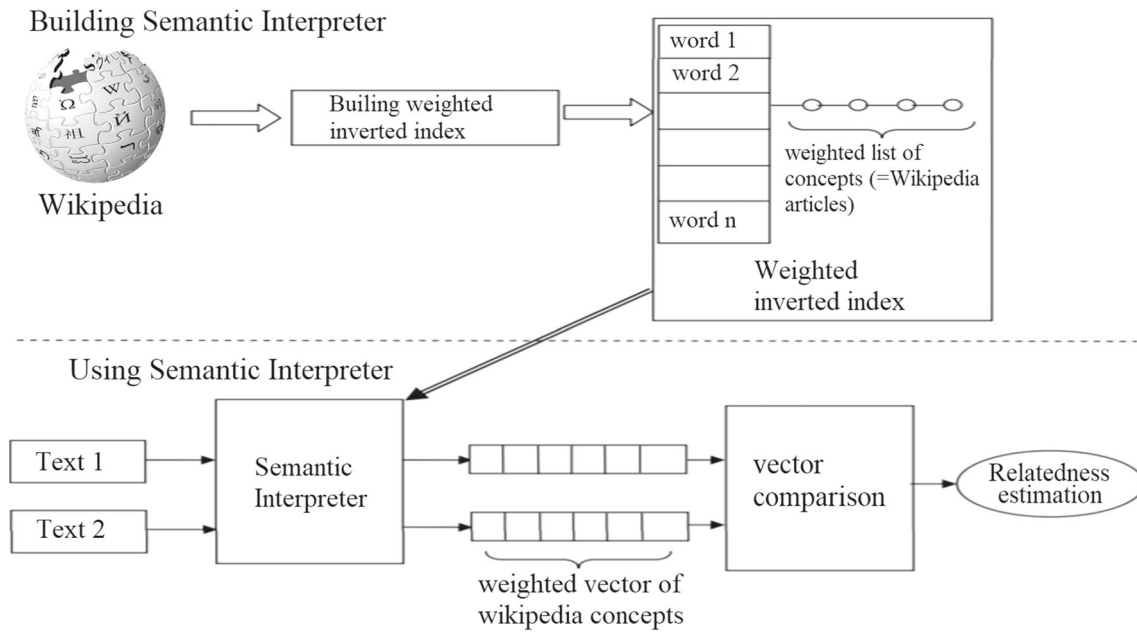 Building Semantic Interpreter
Wikipedia
Builing weighted
inverted index
word 1
word 2
word n
weighted list of
concepts (=Wikipedia
articles)
Weighted
inverted index
Using Semantic Interpreter
Text 1
Text 2
Semantic
Interpreter
weighted vector of
wikipedia concepts
vector
comparison
Relatedness
estimation